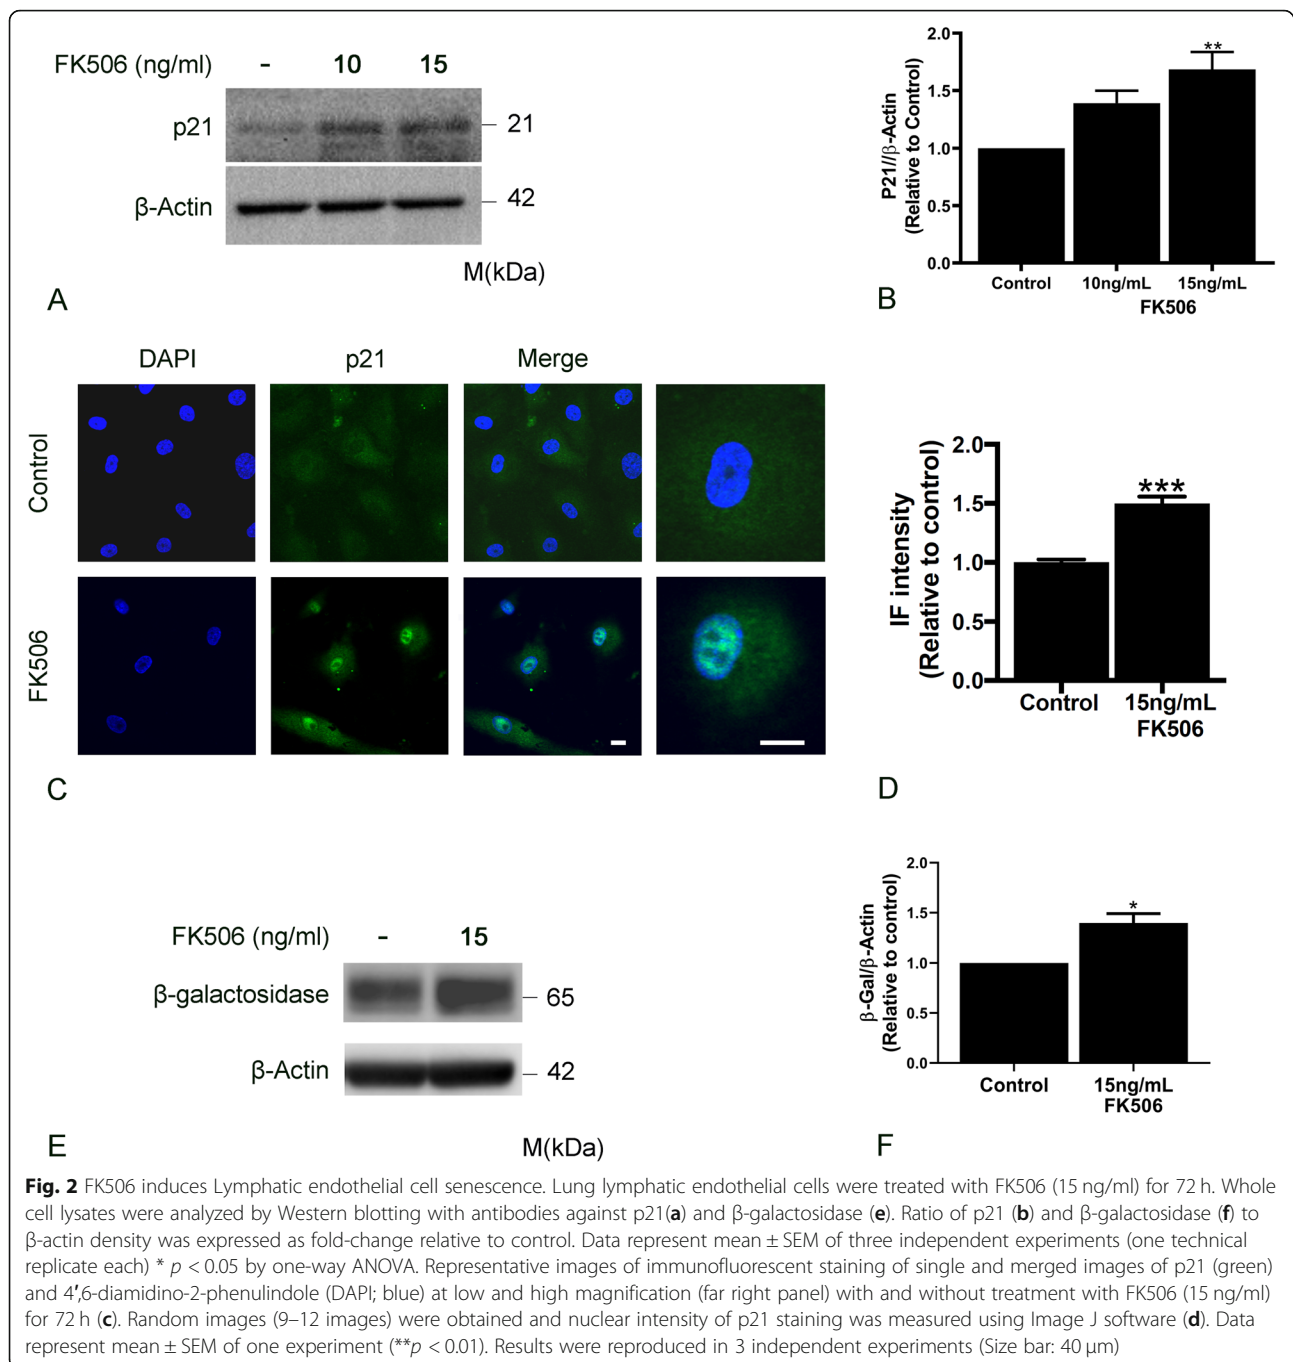 FK506 (ng/ml) - 10 15
p21
21
β-Actin
42
M(kDa)
A
2.0
1.5
1.0
0.5
0.0
P21//β-Actin
(Relative to Control)
**
Control 10ng/mL 15ng/mL
FK506
B
DAPI p21 Merge
Control
FK506
C
2.0
1.5
1.0
0.5
0.0
IF intensity
(Relative to control)
***
Control 15ng/mL
FK506
D
FK506 (ng/ml) - 15
β-galactosidase
65
β-Actin
42
M(kDa)
E
2.0
1.5
1.0
0.5
0.0
β-Gal/β-Actin
(Relative to control)
*
Control 15ng/mL
FK506
F
Fig. 2 FK506 induces Lymphatic endothelial cell senescence. Lung lymphatic endothelial cells were treated with FK506 (15 ng/ml) for 72 h. Whole
cell lysates were analyzed by Western blotting with antibodies against p21(a) and β-galactosidase (e). Ratio of p21 (b) and β-galactosidase (f) to
β-actin density was expressed as fold-change relative to control. Data represent mean ± SEM of three independent experiments (one technical
replicate each) * p < 0.05 by one-way ANOVA. Representative images of immunofluorescent staining of single and merged images of p21 (green)
and 4′,6-diamidino-2-phenulindole (DAPI; blue) at low and high magnification (far right panel) with and without treatment with FK506 (15 ng/ml)
for 72 h (c). Random images (9–12 images) were obtained and nuclear intensity of p21 staining was measured using Image J software (d). Data
represent mean ± SEM of one experiment (**p < 0.01). Results were reproduced in 3 independent experiments (Size bar: 40 μm)